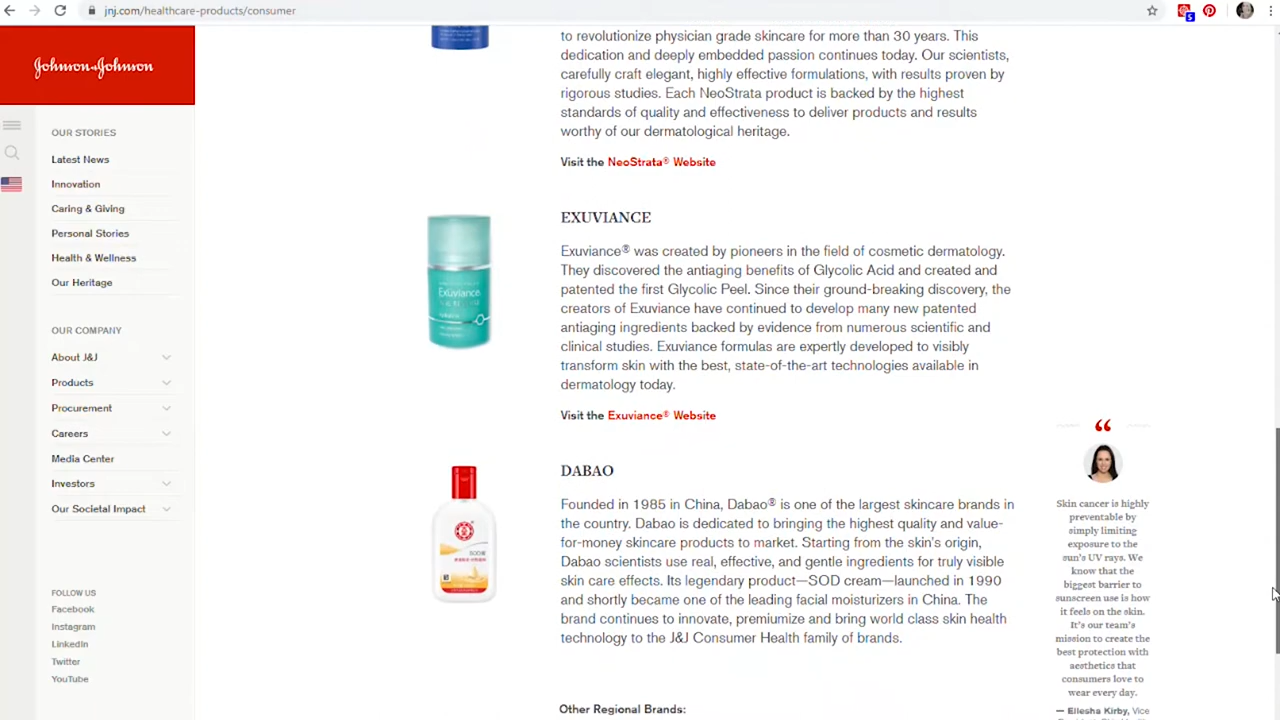 jnj.com/healthcare-products/consumer
5
Johnson & Johnson
OUR STORIES
Latest News
Innovation
Caring & Giving
Personal Stories
Health & Wellness
Our Heritage
OUR COMPANY
About J&J
Products
Procurement
Careers
Media Center
Investors
Our Societal Impact
FOLLOW US
Facebook
Instagram
LinkedIn
Twitter
YouTube
to revolutionize physician grade skincare for more than 30 years. This
dedication and deeply embedded passion continues today. Our scientists,
carefully craft elegant, highly effective formulations, with results proven by
rigorous studies. Each NeoStrata product is backed by the highest
standards of quality and effectiveness to deliver products and results
worthy of our dermatological heritage.
Visit the NeoStrata® Website
Exuviance
EXUVIANCE
Exuviance® was created by pioneers in the field of cosmetic dermatology.
They discovered the antiaging benefits of Glycolic Acid and created and
patented the first Glycolic Peel. Since their ground-breaking discovery, the
creators of Exuviance have continued to develop many new patented
antiaging ingredients backed by evidence from numerous scientific and
clinical studies. Exuviance formulas are expertly developed to visibly
transform skin with the best, state-of-the-art technologies available in
dermatology today.
Visit the Exuviance® Website
SOD
DABAO
Founded in 1985 in China, Dabao® is one of the largest skincare brands in
the country. Dabao is dedicated to bringing the highest quality and value-
for-money skincare products to market. Starting from the skin's origin,
Dabao scientists use real, effective, and gentle ingredients for truly visible
skin care effects. Its legendary product—SOD cream—launched in 1990
and shortly became one of the leading facial moisturizers in China. The
brand continues to innovate, premiumize and bring world class skin health
technology to the J&J Consumer Health family of brands.
Other Regional Brands:
“
Skin cancer is highly
preventable by
simply limiting
exposure to the
sun's UV rays. We
know that the
biggest barrier to
sunscreen use is how
it feels on the skin.
It's our team's
mission to create the
best protection with
aesthetics that
consumers love to
wear every day.
— Ellesha Kirby, Vice